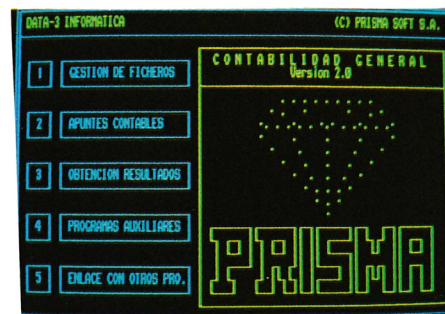 DATA-3 INFORMATICA
(C) PRISMA SOFT S.A.
1 GESTION DE FICHEROS
2 APUNTES CONTABLES
3 OBTENCION RESULTADOS
4 PROGRAMAS AUXILIARES
5 ENLACE CON OTROS PRO.
CONTABILIDAD GENERAL
Version 2.0
PRISMA